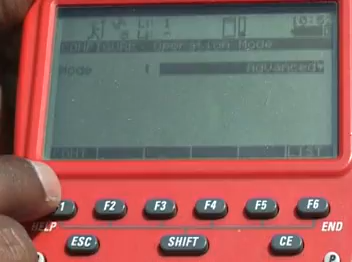 CONFIGURE Operation Mode
Mode : Advanced
CONT LIST
F1 F2 F3 F4 F5 F6
HELP END
ESC SHIFT CE
P